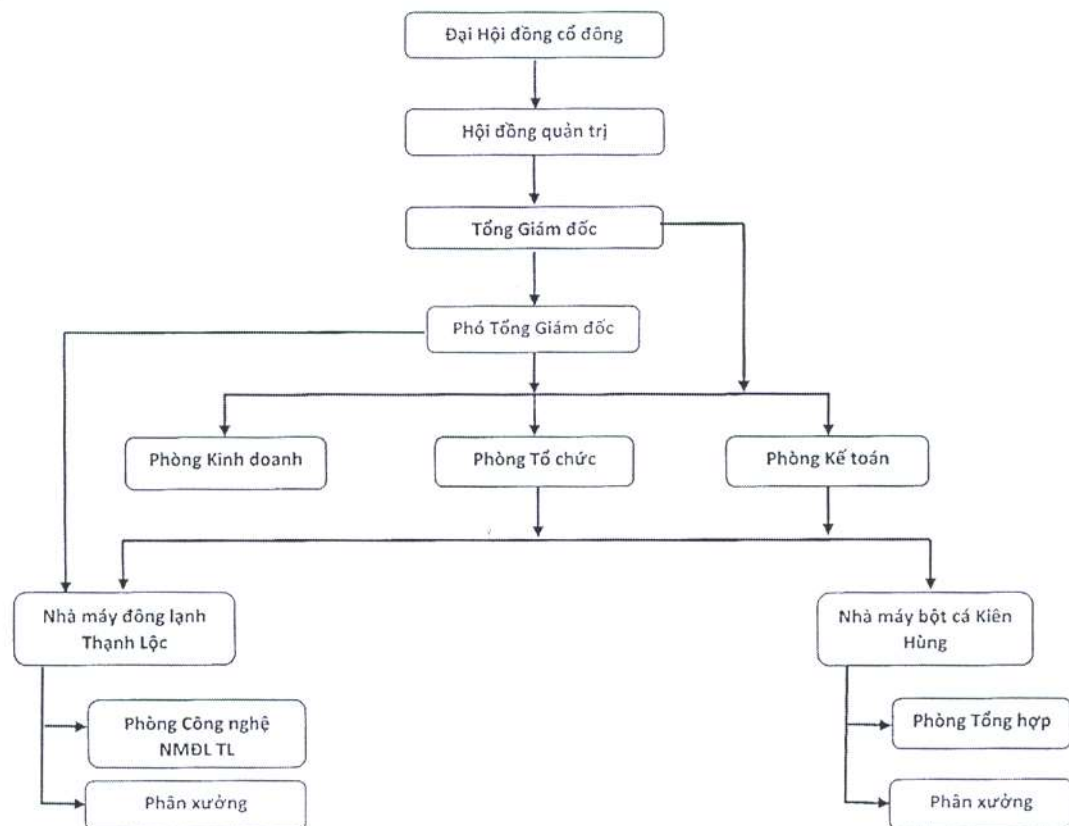 Đại Hội đồng cổ đông
Hội đồng quản trị
Tổng Giám đốc
Phó Tổng Giám đốc
Phòng Kinh doanh
Phòng Tổ chức
Phòng Kế toán
Nhà máy đông lạnh
Thạnh Lộc
Nhà máy bột cá Kiên
Hùng
Phòng Công nghệ
NMĐL TL
Phòng Tổng hợp
Phân xưởng
Phân xưởng